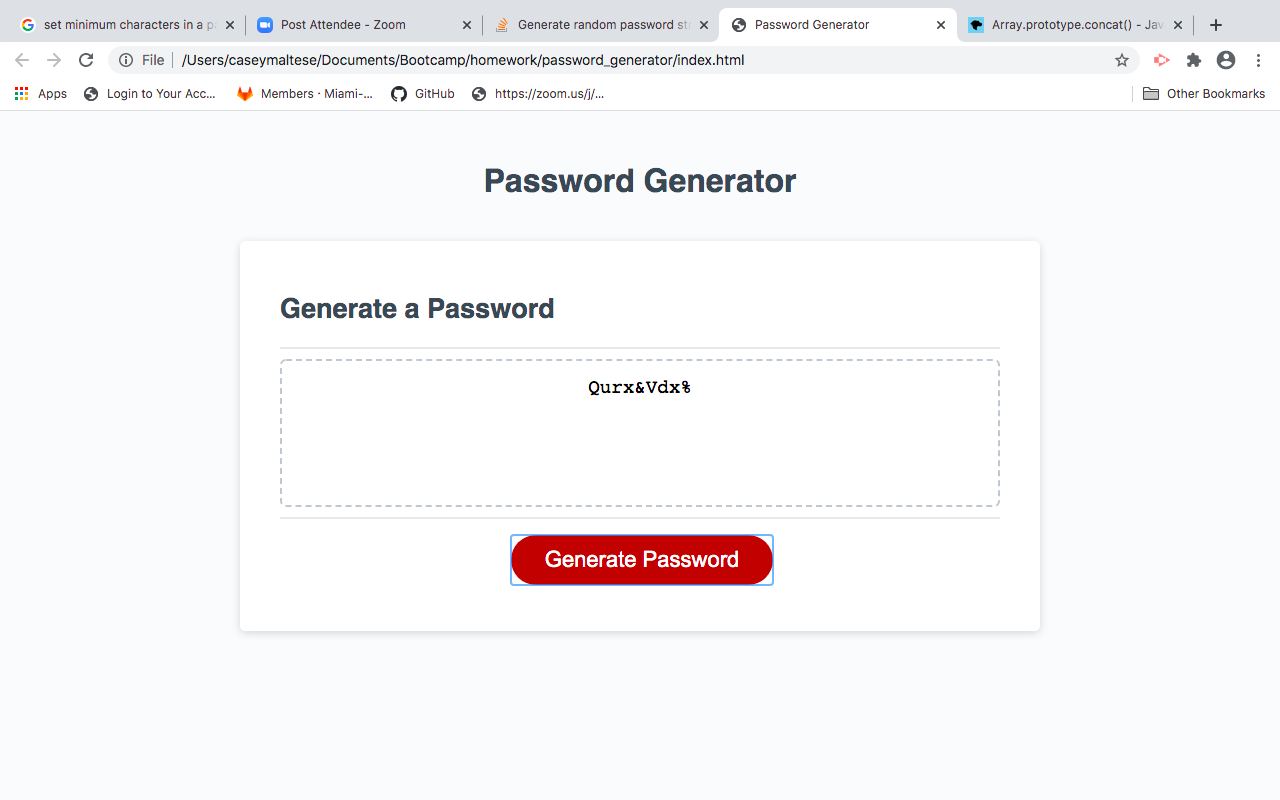 set minimum characters in a p
Post Attendee - Zoom
Generate random password str
Password Generator
Array.prototype.concat() - Jav
File
/Users/caseymaltese/Documents/Bootcamp/homework/password_generator/index.html
Apps
Login to Your Acc...
Members · Miami-...
GitHub
https://zoom.us/j/...
Other Bookmarks
Password Generator
Generate a Password
Qurx&Vdx%
Generate Password